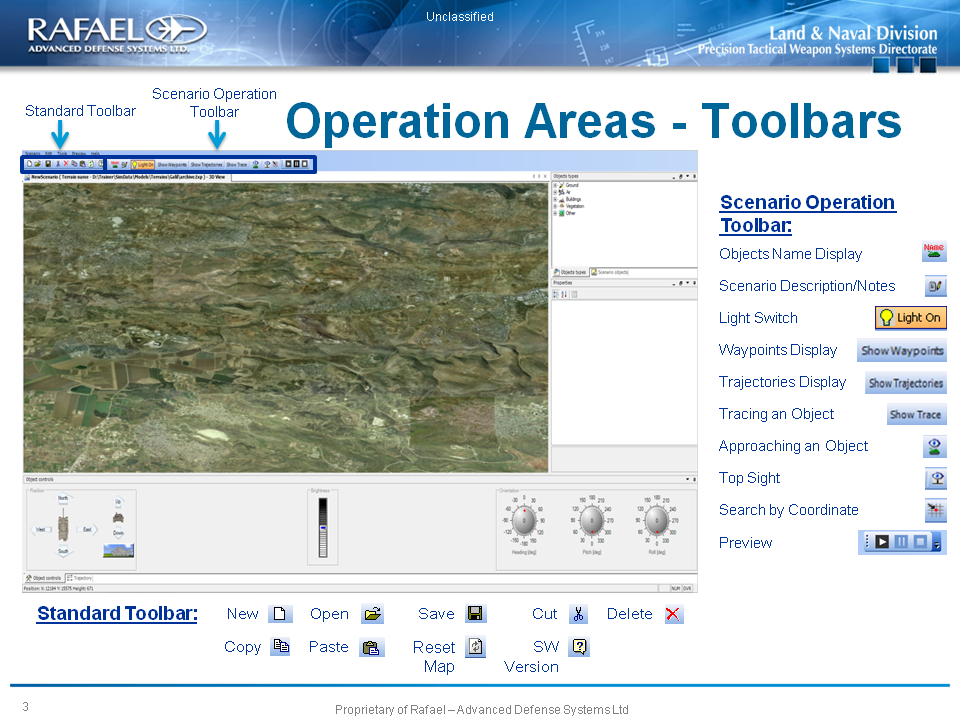 Unclassified
RAFAEL
ADVANCED DEFENSE SYSTEMS LTD.
Land & Naval Division
Precision Tactical Weapon Systems Directorate
Standard Toolbar
Scenario Operation
Toolbar
Operation Areas - Toolbars
Scenario Edit Tools Preview Help
Light On Show Waypoints Show Trajectories Show Trace
NewScenario ( Terrain name - D:\Trainer\SimData\Models\Terrains\Galil\archive.txp ) - 3D View
Objects types
Ground
Air
Buildings
Vegetation
Other
Objects types Scenario objects
Properties
Object controls
Position
North
West
East
South
Up
Down
Brightness
Orientation
Heading [deg]
Pitch [deg]
Roll [deg]
Object controls Trajectory
Position: X:12184 Y:15575 Height: 671
NUM OVR
Scenario Operation
Toolbar:
Objects Name Display
Name
Scenario Description/Notes
Light Switch
Light On
Waypoints Display
Show Waypoints
Trajectories Display
Show Trajectories
Tracing an Object
Show Trace
Approaching an Object
Top Sight
Search by Coordinate
Preview
Standard Toolbar:
New
Open
Save
Cut
Delete
Copy
Paste
Reset
Map
SW
Version
3
Proprietary of Rafael – Advanced Defense Systems Ltd